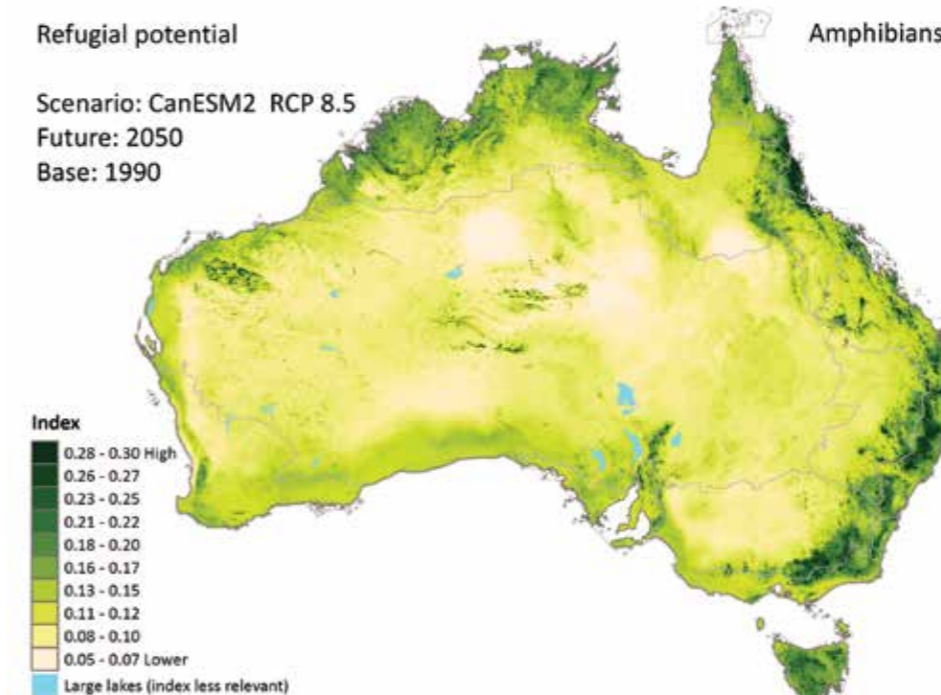 Refugial potential
Amphibians
Scenario: CanESM2 RCP 8.5
Future: 2050
Base: 1990
Index
0.28 - 0.30 High
0.26 - 0.27
0.23 - 0.25
0.21 - 0.22
0.18 - 0.20
0.16 - 0.17
0.13 - 0.15
0.11 - 0.12
0.08 - 0.10
0.05 - 0.07 Lower
Large lakes (index less relevant)